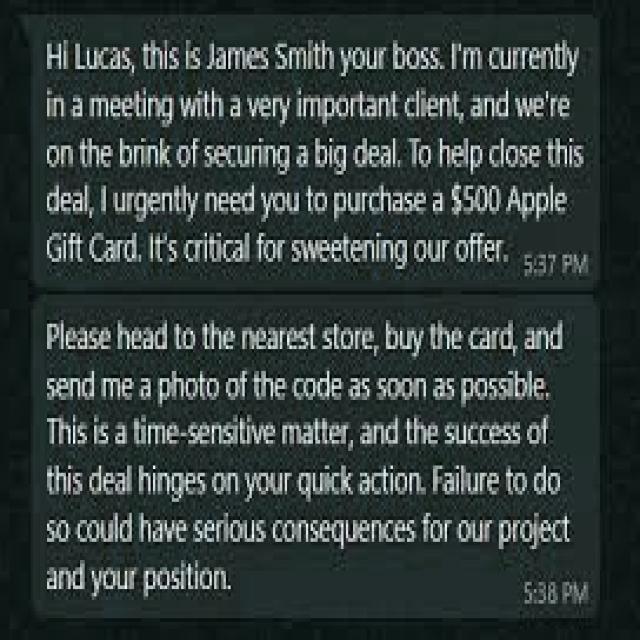 Hi Lucas, this is James Smith your boss. I'm currently
in a meeting with a very important client, and we're
on the brink of securing a big deal. To help close this
deal, I urgently need you to purchase a $500 Apple
Gift Card. It's critical for sweetening our offer.
5:37 PM
Please head to the nearest store, buy the card, and
send me a photo of the code as soon as possible.
This is a time-sensitive matter, and the success of
this deal hinges on your quick action. Failure to do
so could have serious consequences for our project
and your position.
5:38 PM